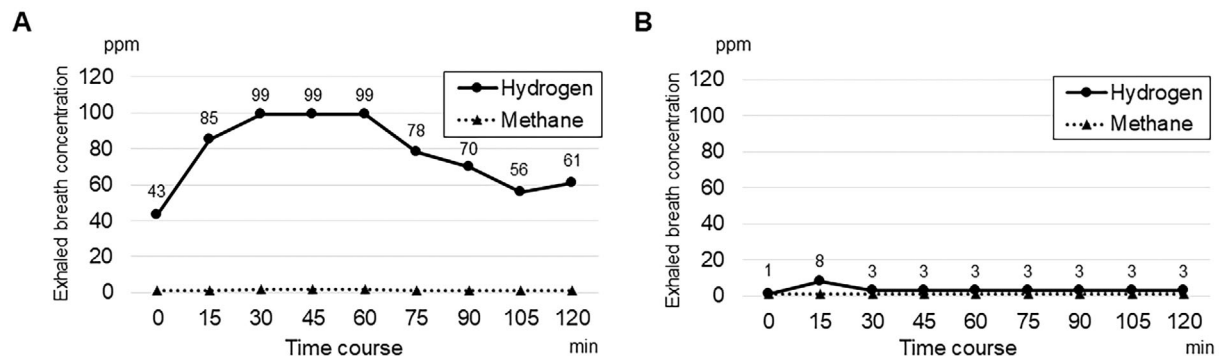 A
ppm
Exhaled breath concentration
120
100
80
60
40
20
0
43
85
99
99
99
78
70
56
61
Hydrogen
Methane
0 15 30 45 60 75 90 105 120
Time course
min
B
ppm
Exhaled breath concentration
120
100
80
60
40
20
0
1
8
3
3
3
3
3
3
3
Hydrogen
Methane
0 15 30 45 60 75 90 105 120
Time course
min